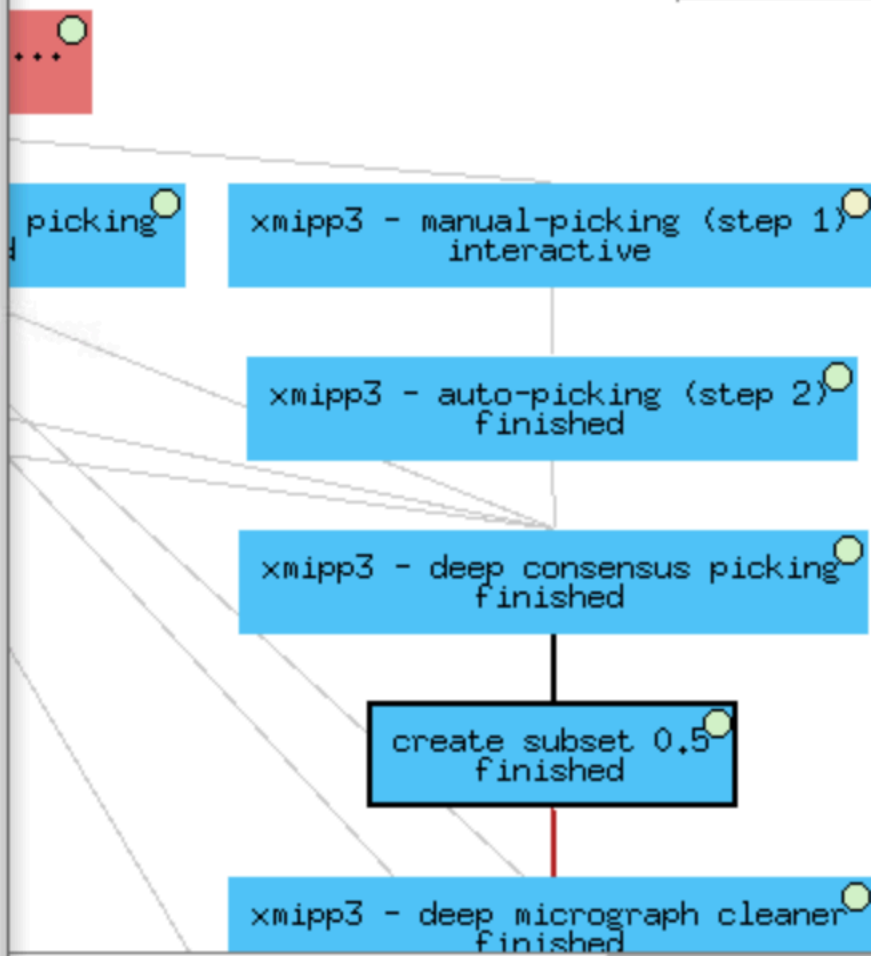 ...
picking
xmipp3 - manual-picking (step 1)
interactive
xmipp3 - auto-picking (step 2)
finished
xmipp3 - deep consensus picking
finished
create subset 0.5
finished
xmipp3 - deep micrograph cleaner
finished